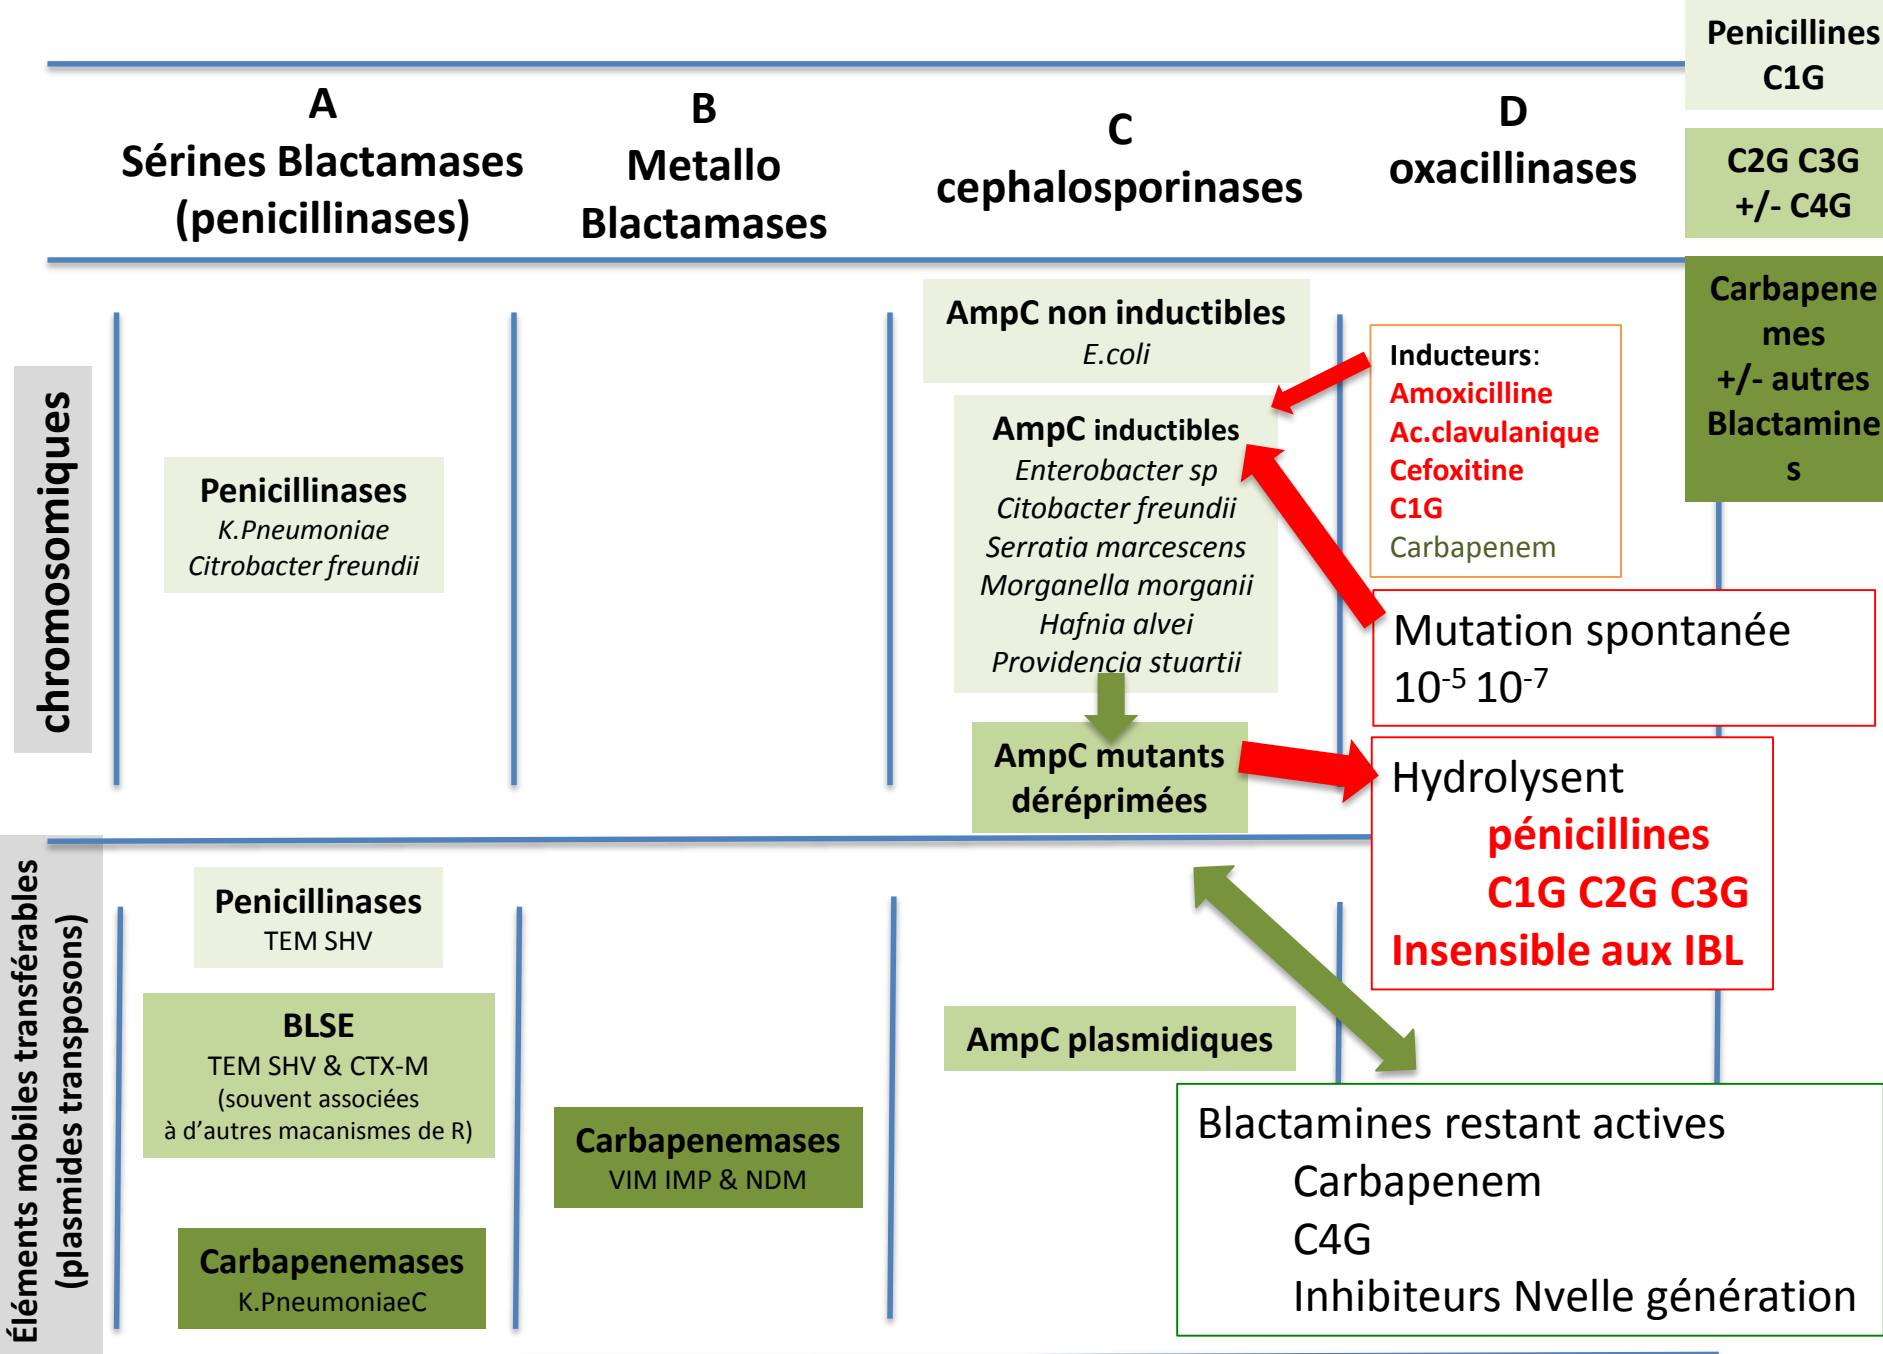 Penicillines
C1G
C2G C3G
+/- C4G
Carbapene
mes
+/- autres
Blactamine
s
A
Sérines Blactamases
(penicillinases)
B
Metallo
Blactamases
C
cephalosporinases
D
oxacillinases
chromosomiques
Penicillinases
K.Pneumoniae
Citrobacter freundii
AmpC non inductibles
E.coli
AmpC inductibles
Enterobacter sp
Citobacter freundii
Serratia marcescens
Morganella morganii
Hafnia alvei
Providencia stuartii
AmpC mutants
déréprimées
Inducteurs:
Amoxicilline
Ac.clavulanique
Cefoxitine
C1G
Carbapenem
Mutation spontanée
10⁻⁵ 10⁻⁷
Hydrolysent
pénicillines
C1G C2G C3G
Insensible aux IBL
Éléments mobiles transférables
(plasmides transposons)
Penicillinases
TEM SHV
BLSE
TEM SHV & CTX-M
(souvent associées
à d'autres macanismes de R)
Carbapenemases
K.PneumoniaeC
Carbapenemases
VIM IMP & NDM
AmpC plasmidiques
Blactamines restant actives
Carbapenem
C4G
Inhibiteurs Nvelle génération